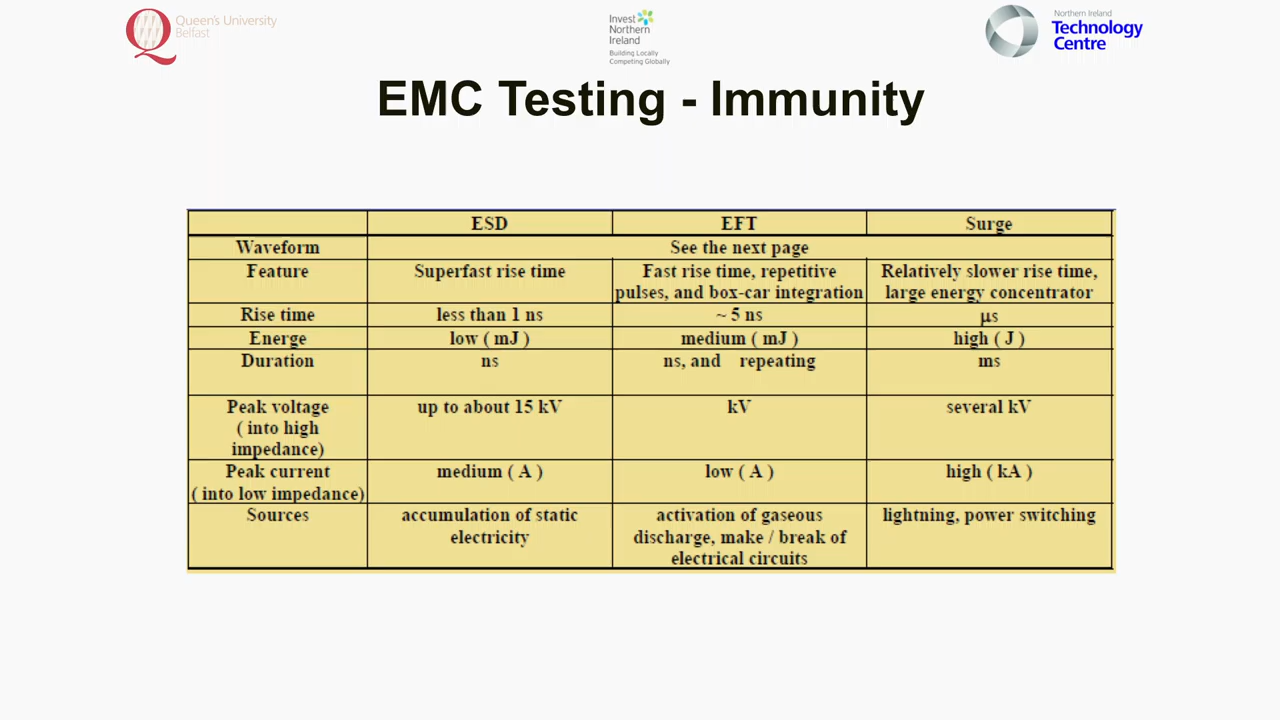 Queen's University
Belfast
Invest
Northern
Ireland
Building Locally
Competing Globally
Northern Ireland
Technology
Centre
EMC Testing - Immunity
ESD EFT Surge
Waveform See the next page
Feature Superfast rise time Fast rise time, repetitive Relatively slower rise time,
pulses, and box-car integration large energy concentrator
Rise time less than 1 ns ~ 5 ns μs
Energe low ( mJ ) medium ( mJ ) high ( J )
Duration ns ns, and repeating ms
Peak voltage up to about 15 kV kV several kV
( into high
impedance)
Peak current medium ( A ) low ( A ) high ( kA )
( into low impedance)
Sources accumulation of static activation of gaseous lightning, power switching
electricity discharge, make / break of
electrical circuits